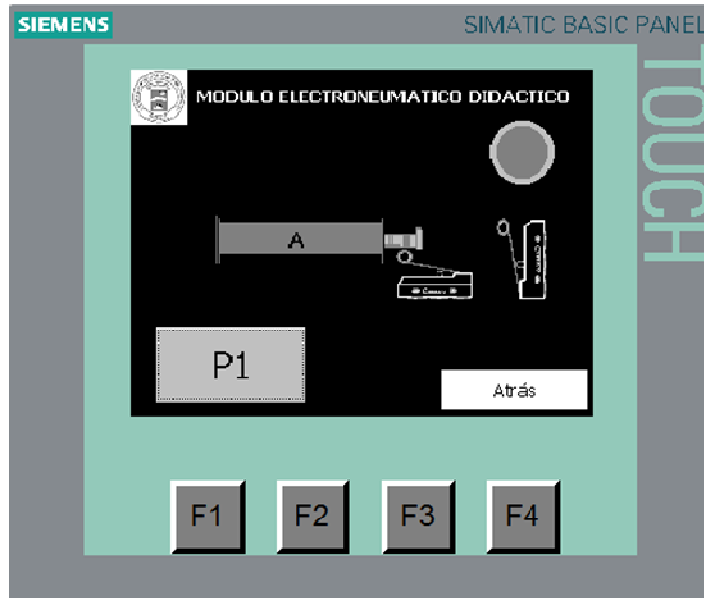 SIEMENS
SIMATIC BASIC PANEL
TOUCH
MODULO ELECTRONEUMATICO DIDACTICO
A
P1
Atrás
F1 F2 F3 F4